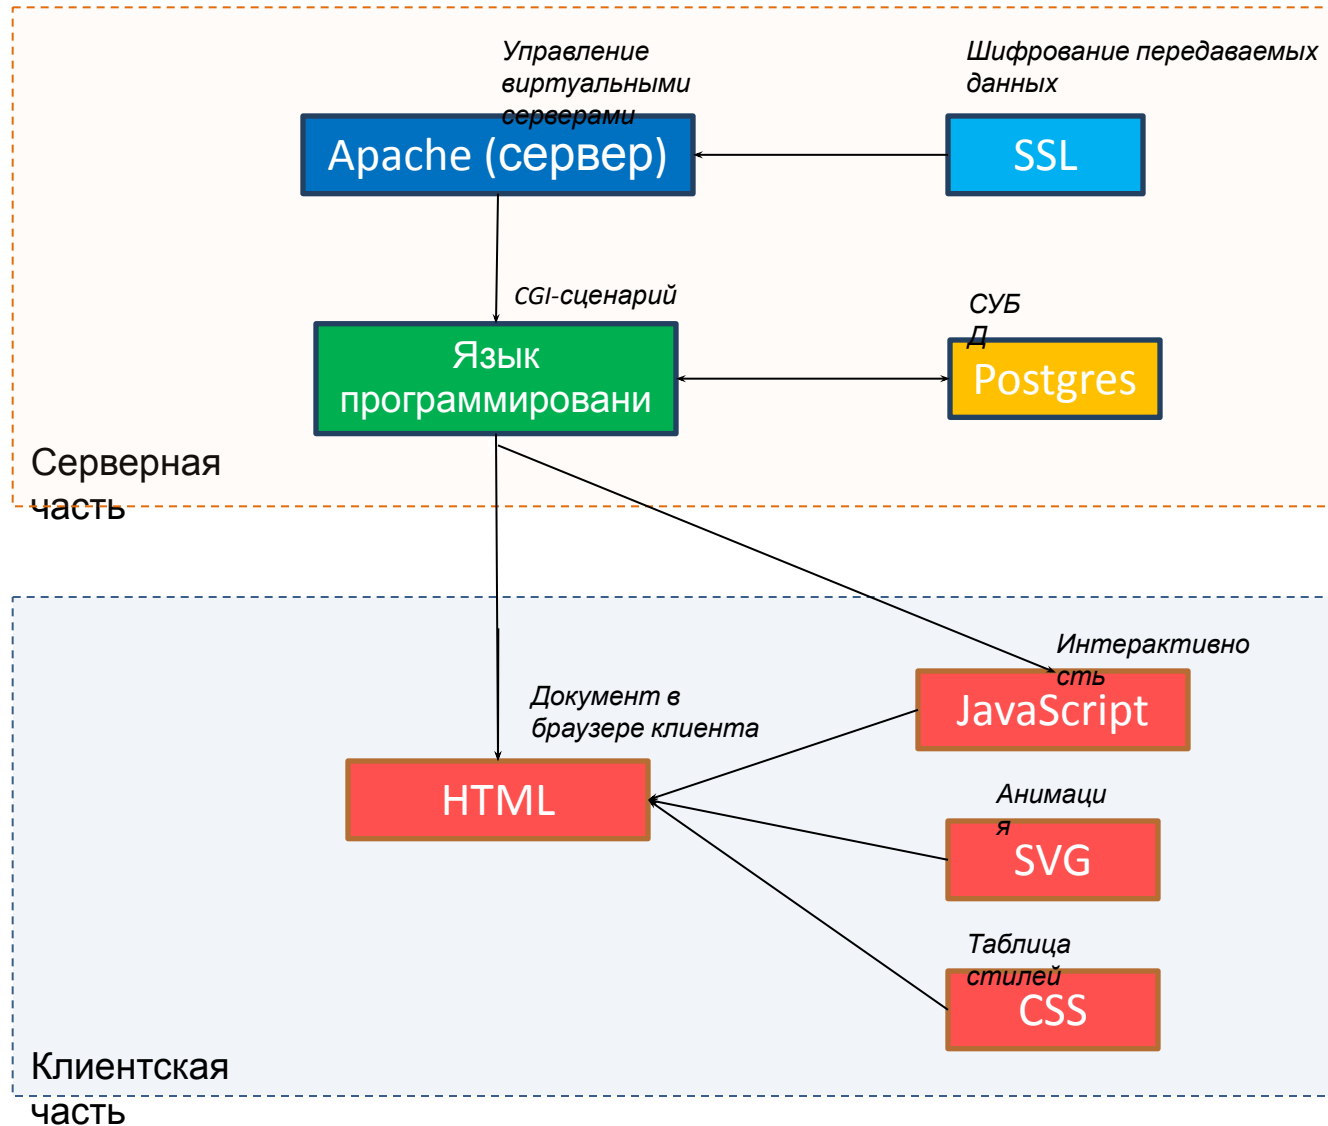 Управление
виртуальными
серверами
Шифрование передаваемых
данных
Apache (сервер)
SSL
CGI-сценарий
СУБ
Д
Язык
программировани
Postgres
Серверная
часть
Интерактивно
сть
JavaScript
Документ в
браузере клиента
HTML
Анимаци
я
SVG
Таблица
стилей
CSS
Клиентская
часть